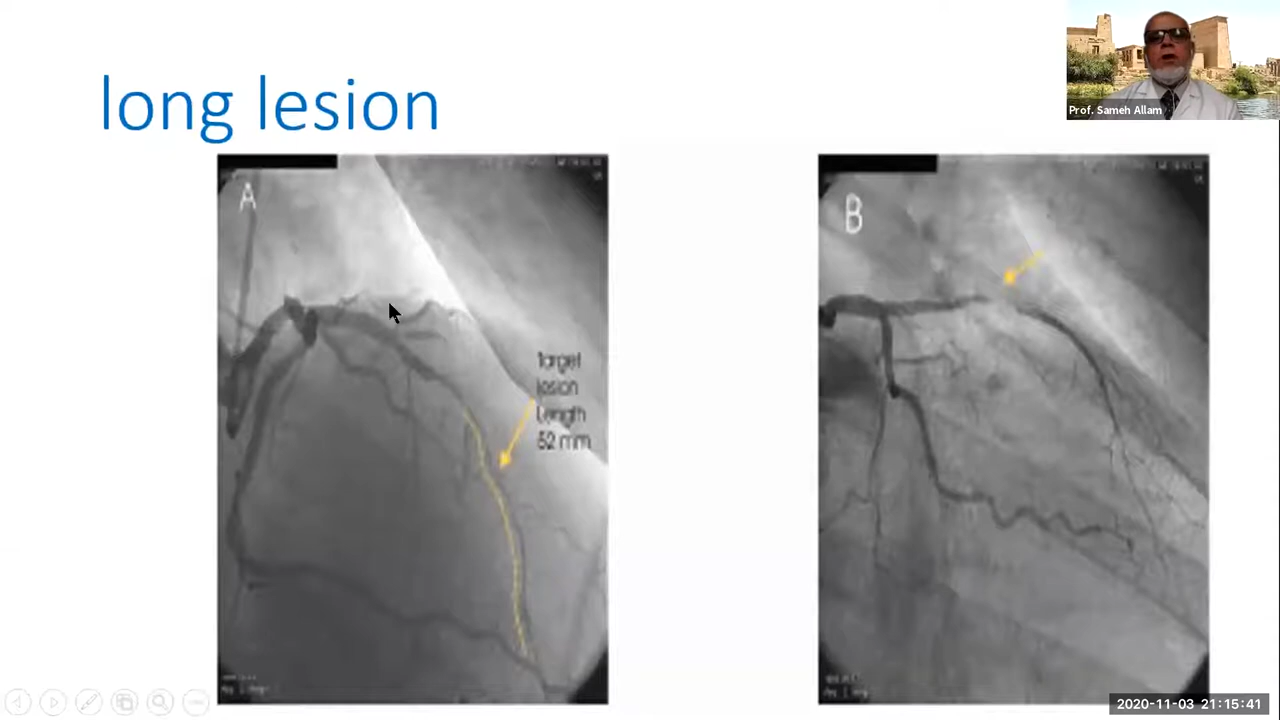 long lesion
Prof. Sameh Allam
A
B
Target
lesion
Length
52 mm
2020-11-03 21:15:41